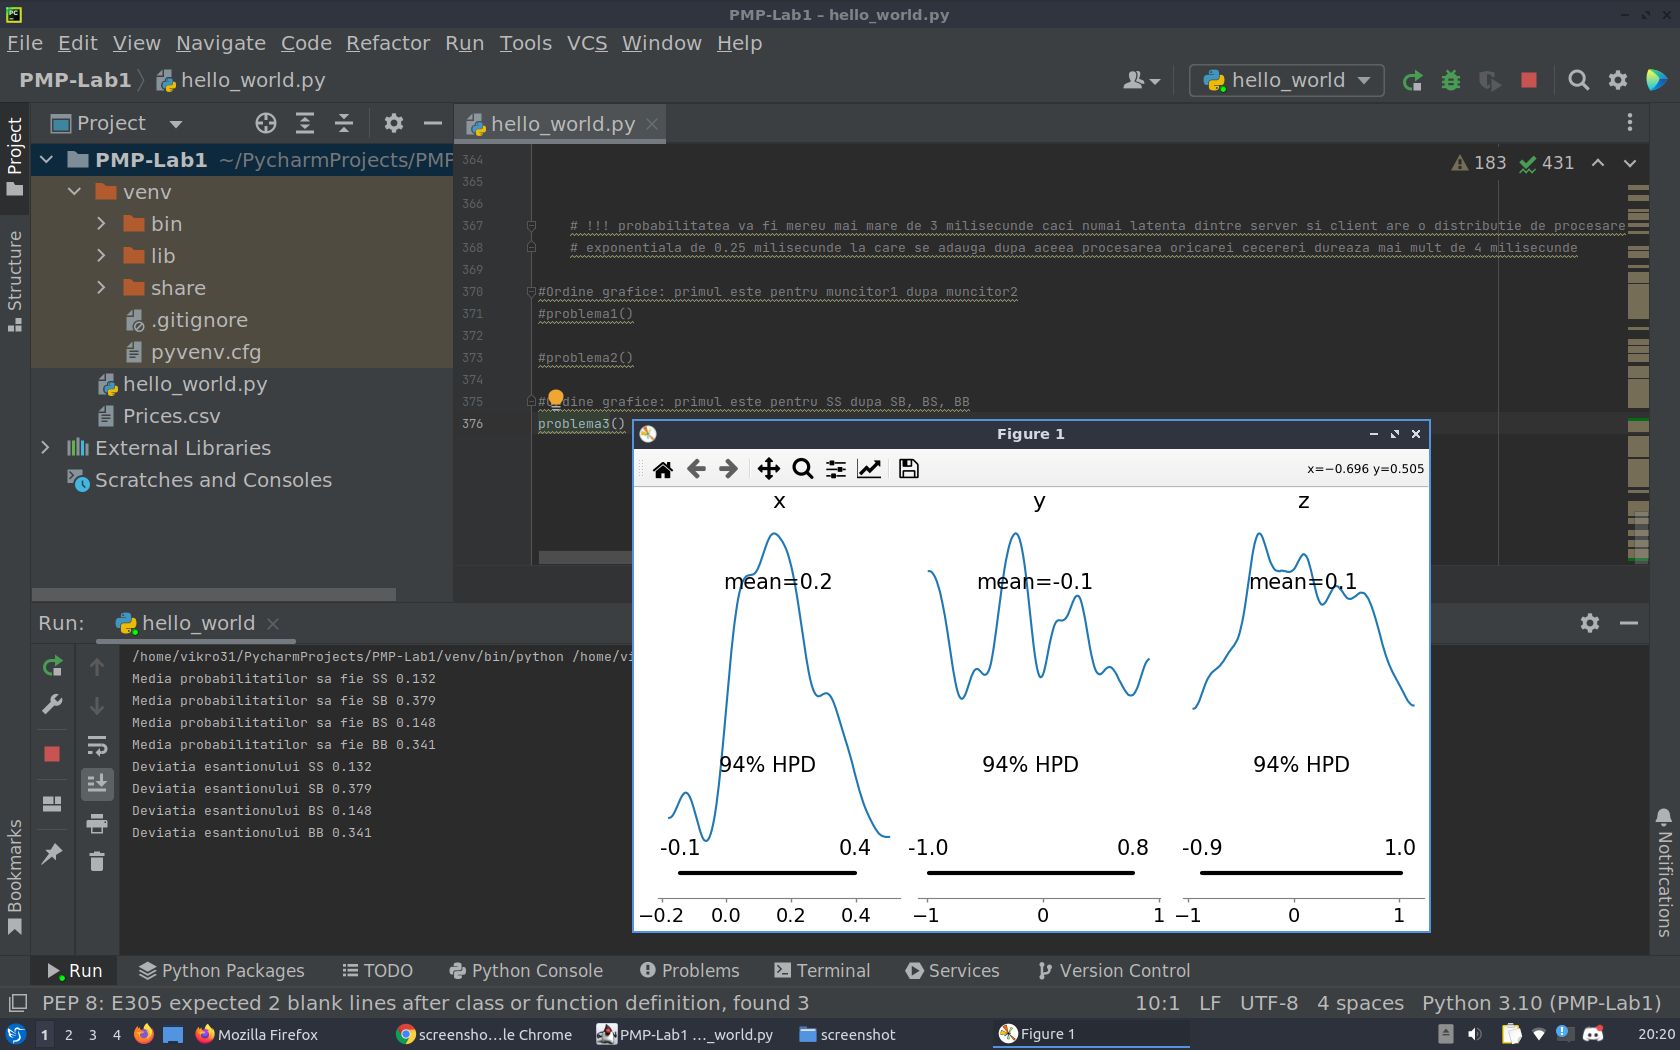 PMP-Lab1 – hello_world.py
File Edit View Navigate Code Refactor Run Tools VCS Window Help
PMP-Lab1 hello_world.py
hello_world
Project
hello_world.py
Project
Structure
Bookmarks
Notifications
PMP-Lab1 ~/PycharmProjects/PMP
venv
bin
lib
share
.gitignore
pyvenv.cfg
hello_world.py
Prices.csv
External Libraries
Scratches and Consoles
183 431
364
365
366
367 # !!! probabilitatea va fi mereu mai mare de 3 milisecunde caci numai latenta dintre server si client are o distributie de procesare
368 # exponentiala de 0.25 milisecunde la care se adauga dupa aceea procesarea oricarei cecereri dureaza mai mult de 4 milisecunde
369
370 #Ordine grafice: primul este pentru muncitor1 dupa muncitor2
371 #problema1()
372
373 #problema2()
374
375 #Ordine grafice: primul este pentru SS dupa SB, BS, BB
376 problema3()
Figure 1
x=−0.696 y=0.505
x y z
mean=0.2 mean=-0.1 mean=0.1
94% HPD 94% HPD 94% HPD
-0.1 0.4 -1.0 0.8 -0.9 1.0
−0.2 0.0 0.2 0.4 −1 0 1 −1 0 1
Run: hello_world
/home/vikro31/PycharmProjects/PMP-Lab1/venv/bin/python /home/vi
Media probabilitatilor sa fie SS 0.132
Media probabilitatilor sa fie SB 0.379
Media probabilitatilor sa fie BS 0.148
Media probabilitatilor sa fie BB 0.341
Deviatia esantionului SS 0.132
Deviatia esantionului SB 0.379
Deviatia esantionului BS 0.148
Deviatia esantionului BB 0.341
Run Python Packages TODO Python Console Problems Terminal Services Version Control
PEP 8: E305 expected 2 blank lines after class or function definition, found 3 10:1 LF UTF-8 4 spaces Python 3.10 (PMP-Lab1)
1 2 3 4 Mozilla Firefox screensho...le Chrome PMP-Lab1 ..._world.py screenshot Figure 1 20:20